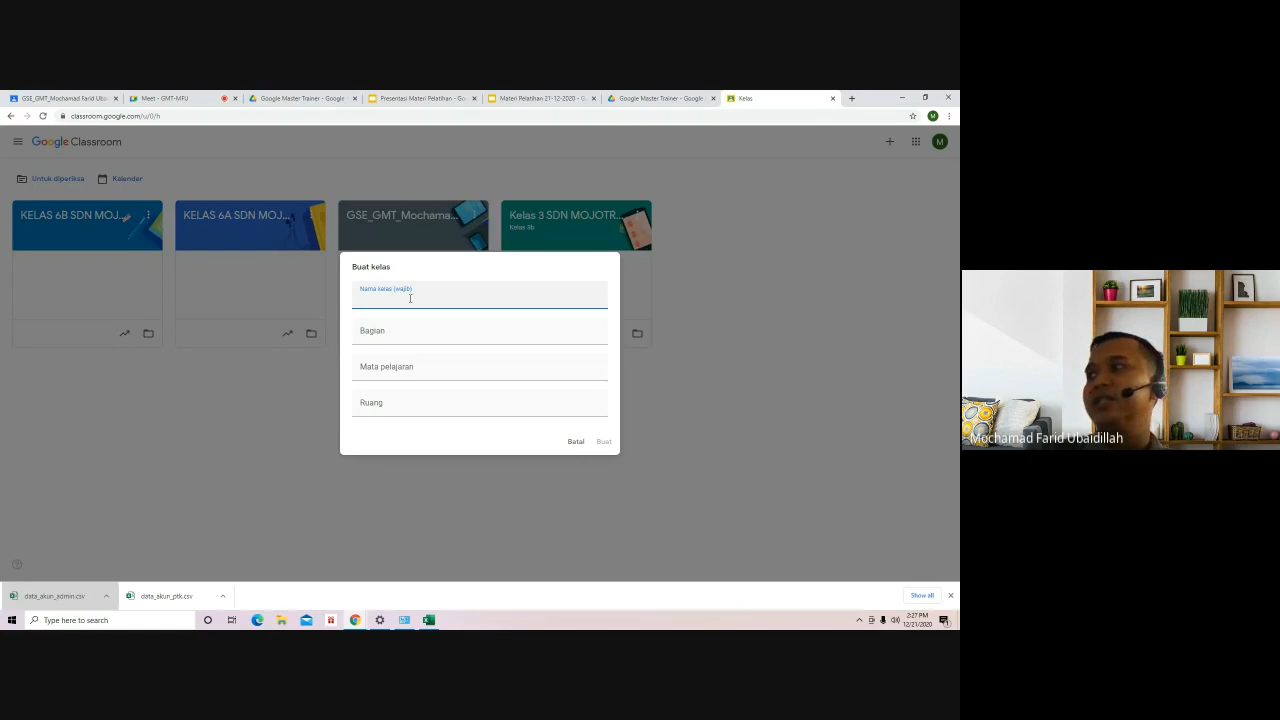 GSE_GMT_Mochamad Farid Uba
Meet - GMT-MFU
Google Master Trainer - Google
Presentasi Materi Pelatihan - Go
Materi Pelatihan 21-12-2020 - G
Google Master Trainer - Google
Kelas
classroom.google.com/u/0/h
M
Google Classroom
M
Untuk diperiksa
Kalender
KELAS 6B SDN MOJ...
KELAS 6A SDN MOJ...
GSE_GMT_Mochama...
Kelas 3 SDN MOJOTR...
Kelas 3b
Buat kelas
Nama kelas (wajib)
Bagian
Mata pelajaran
Ruang
Batal
Buat
Mochamad Farid Ubaidillah
data_akun_admin.csv
data_akun_ptk.csv
Show all
Type here to search
2:27 PM
12/21/2020